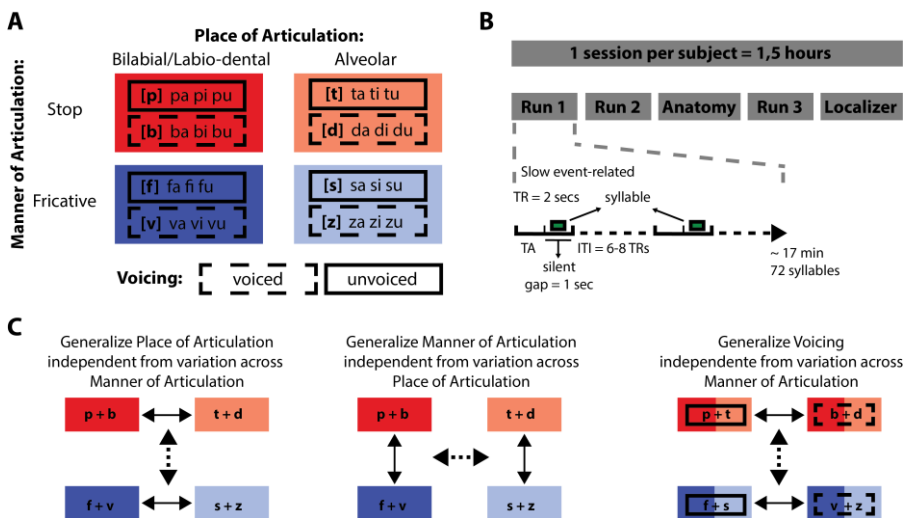 A
Place of Articulation:
Bilabial/Labio-dental
Alveolar
Manner of Articulation:
Stop
[p] pa pi pu
[b] ba bi bu
[t] ta ti tu
[d] da di du
Fricative
[f] fa fi fu
[v] va vi vu
[s] sa si su
[z] za zi zu
Voicing:
voiced
unvoiced
B
1 session per subject = 1,5 hours
Run 1
Run 2
Anatomy
Run 3
Localizer
Slow event-related
TR = 2 secs
syllable
TA
ITI = 6-8 TRs
silent
gap = 1 sec
~ 17 min
72 syllables
C
Generalize Place of Articulation
independent from variation across
Manner of Articulation
p + b
t + d
f + v
s + z
Generalize Manner of Articulation
independent from variation across
Place of Articulation
p + b
t + d
f + v
s + z
Generalize Voicing
independente from variation across
Manner of Articulation
p + t
b + d
f + s
v + z